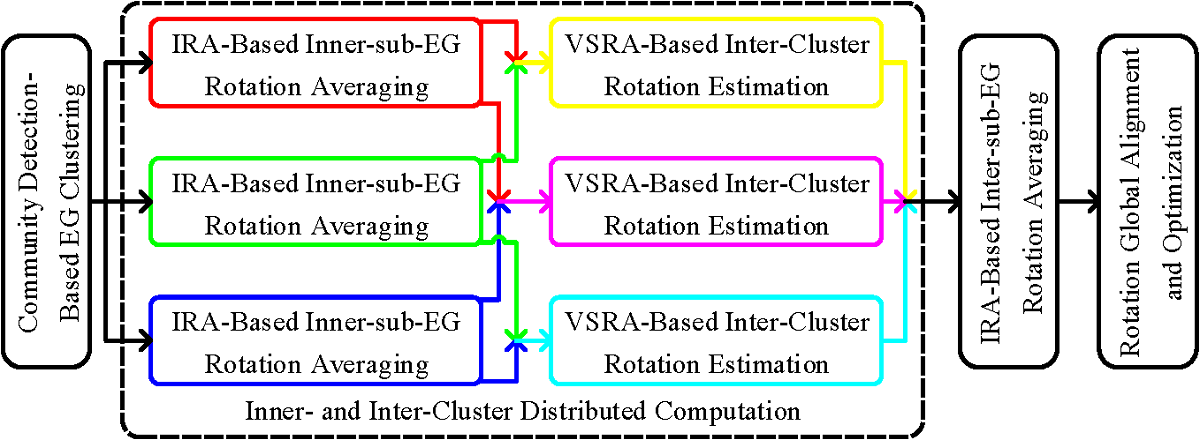 Community Detection-
Based EG Clustering
IRA-Based Inner-sub-EG
Rotation Averaging
IRA-Based Inner-sub-EG
Rotation Averaging
IRA-Based Inner-sub-EG
Rotation Averaging
VSRA-Based Inter-Cluster
Rotation Estimation
VSRA-Based Inter-Cluster
Rotation Estimation
VSRA-Based Inter-Cluster
Rotation Estimation
Inner- and Inter-Cluster Distributed Computation
IRA-Based Inter-sub-EG
Rotation Averaging
Rotation Global Alignment
and Optimization